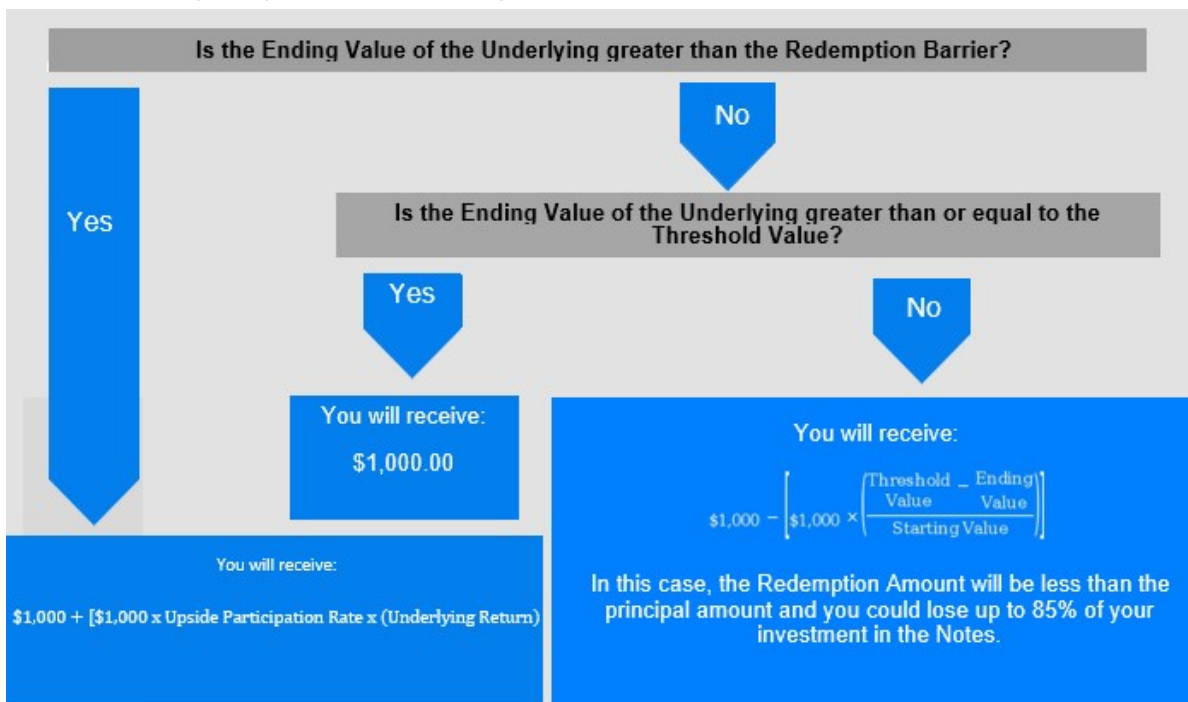 Is the Ending Value of the Underlying greater than the Redemption Barrier?
Yes
No
Is the Ending Value of the Underlying greater than or equal to the
Threshold Value?
Yes
No
You will receive:
$1,000.00
You will receive:
$1,000 − [$1,000 × (Threshold Value − Ending Value / Starting Value)]
In this case, the Redemption Amount will be less than the
principal amount and you could lose up to 85% of your
investment in the Notes.
You will receive:
$1,000 + [$1,000 x Upside Participation Rate x (Underlying Return)